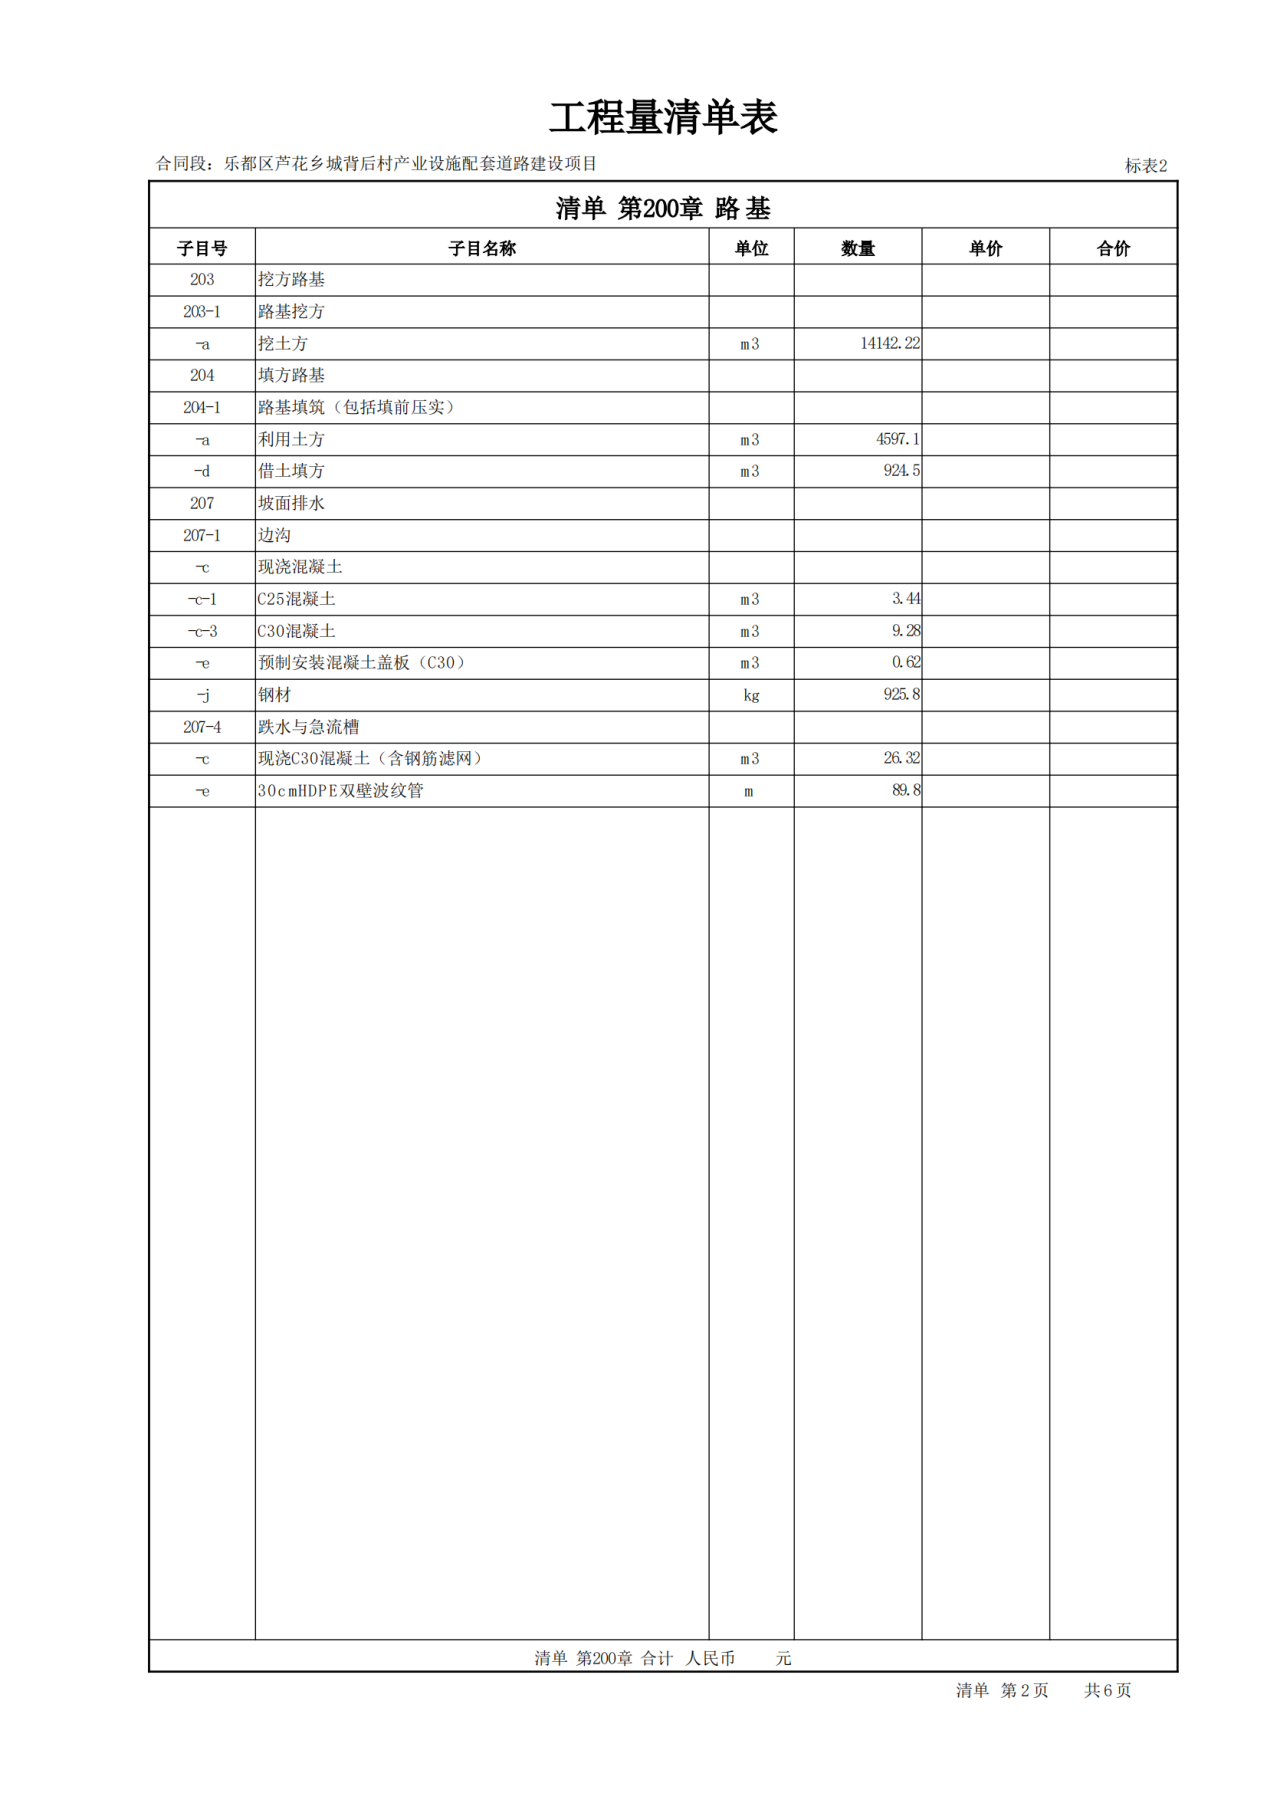 工程量清单表
合同段：乐都区芦花乡城背后村产业设施配套道路建设项目 标表2
清单 第200章 路 基
子目号 子目名称 单位 数量 单价 合价
203 挖方路基
203-1 路基挖方
-a 挖土方 m3 14142.22
204 填方路基
204-1 路基填筑（包括填前压实）
-a 利用土方 m3 4597.1
-d 借土填方 m3 924.5
207 坡面排水
207-1 边沟
-c 现浇混凝土
-c-1 C25混凝土 m3 3.44
-c-3 C30混凝土 m3 9.28
-e 预制安装混凝土盖板（C30） m3 0.62
-j 钢材 kg 925.8
207-4 跌水与急流槽
-c 现浇C30混凝土（含钢筋滤网） m3 26.32
-e 30cmHDPE双壁波纹管 m 89.8
清单 第200章 合计 人民币 元
清单 第2页 共6页